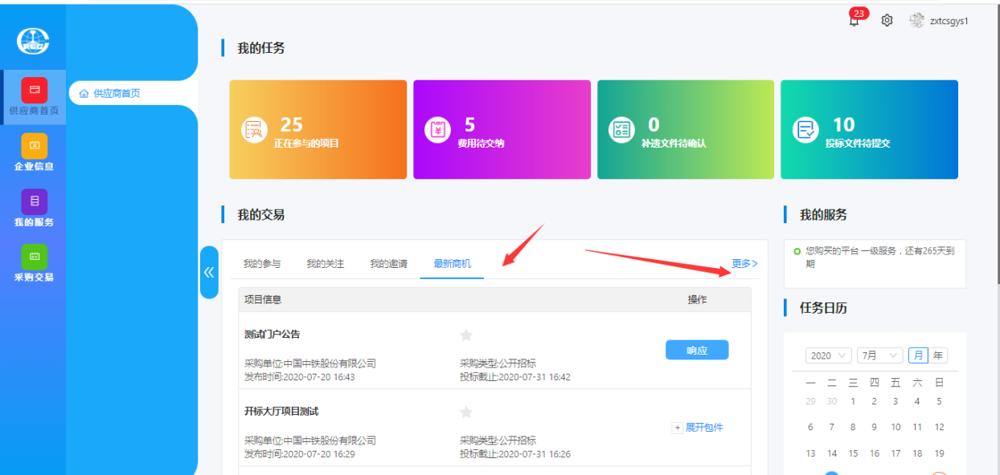 23
zxtcsgys1
CREC
供应商首页
企业信息
我的服务
采购交易
供应商首页
我的任务
25
正在参与的项目
5
费用待交纳
0
补遗文件待确认
10
投标文件待提交
我的交易
我的参与 我的关注 我的邀请 最新商机 更多>
项目信息 操作
测试门户公告
采购单位:中国中铁股份有限公司 采购类型:公开招标
发布时间:2020-07-20 16:43 投标截止:2020-07-31 16:42
响应
开标大厅项目测试
+ 展开包件
采购单位:中国中铁股份有限公司 采购类型:公开招标
发布时间:2020-07-20 16:29 投标截止:2020-07-31 16:26
我的服务
您购买的平台 一级服务，还有265天到
期
任务日历
2020 7月 月 年
一 二 三 四 五 六 日
29 30 1 2 3 4 5
6 7 8 9 10 11 12
13 14 15 16 17 18 19